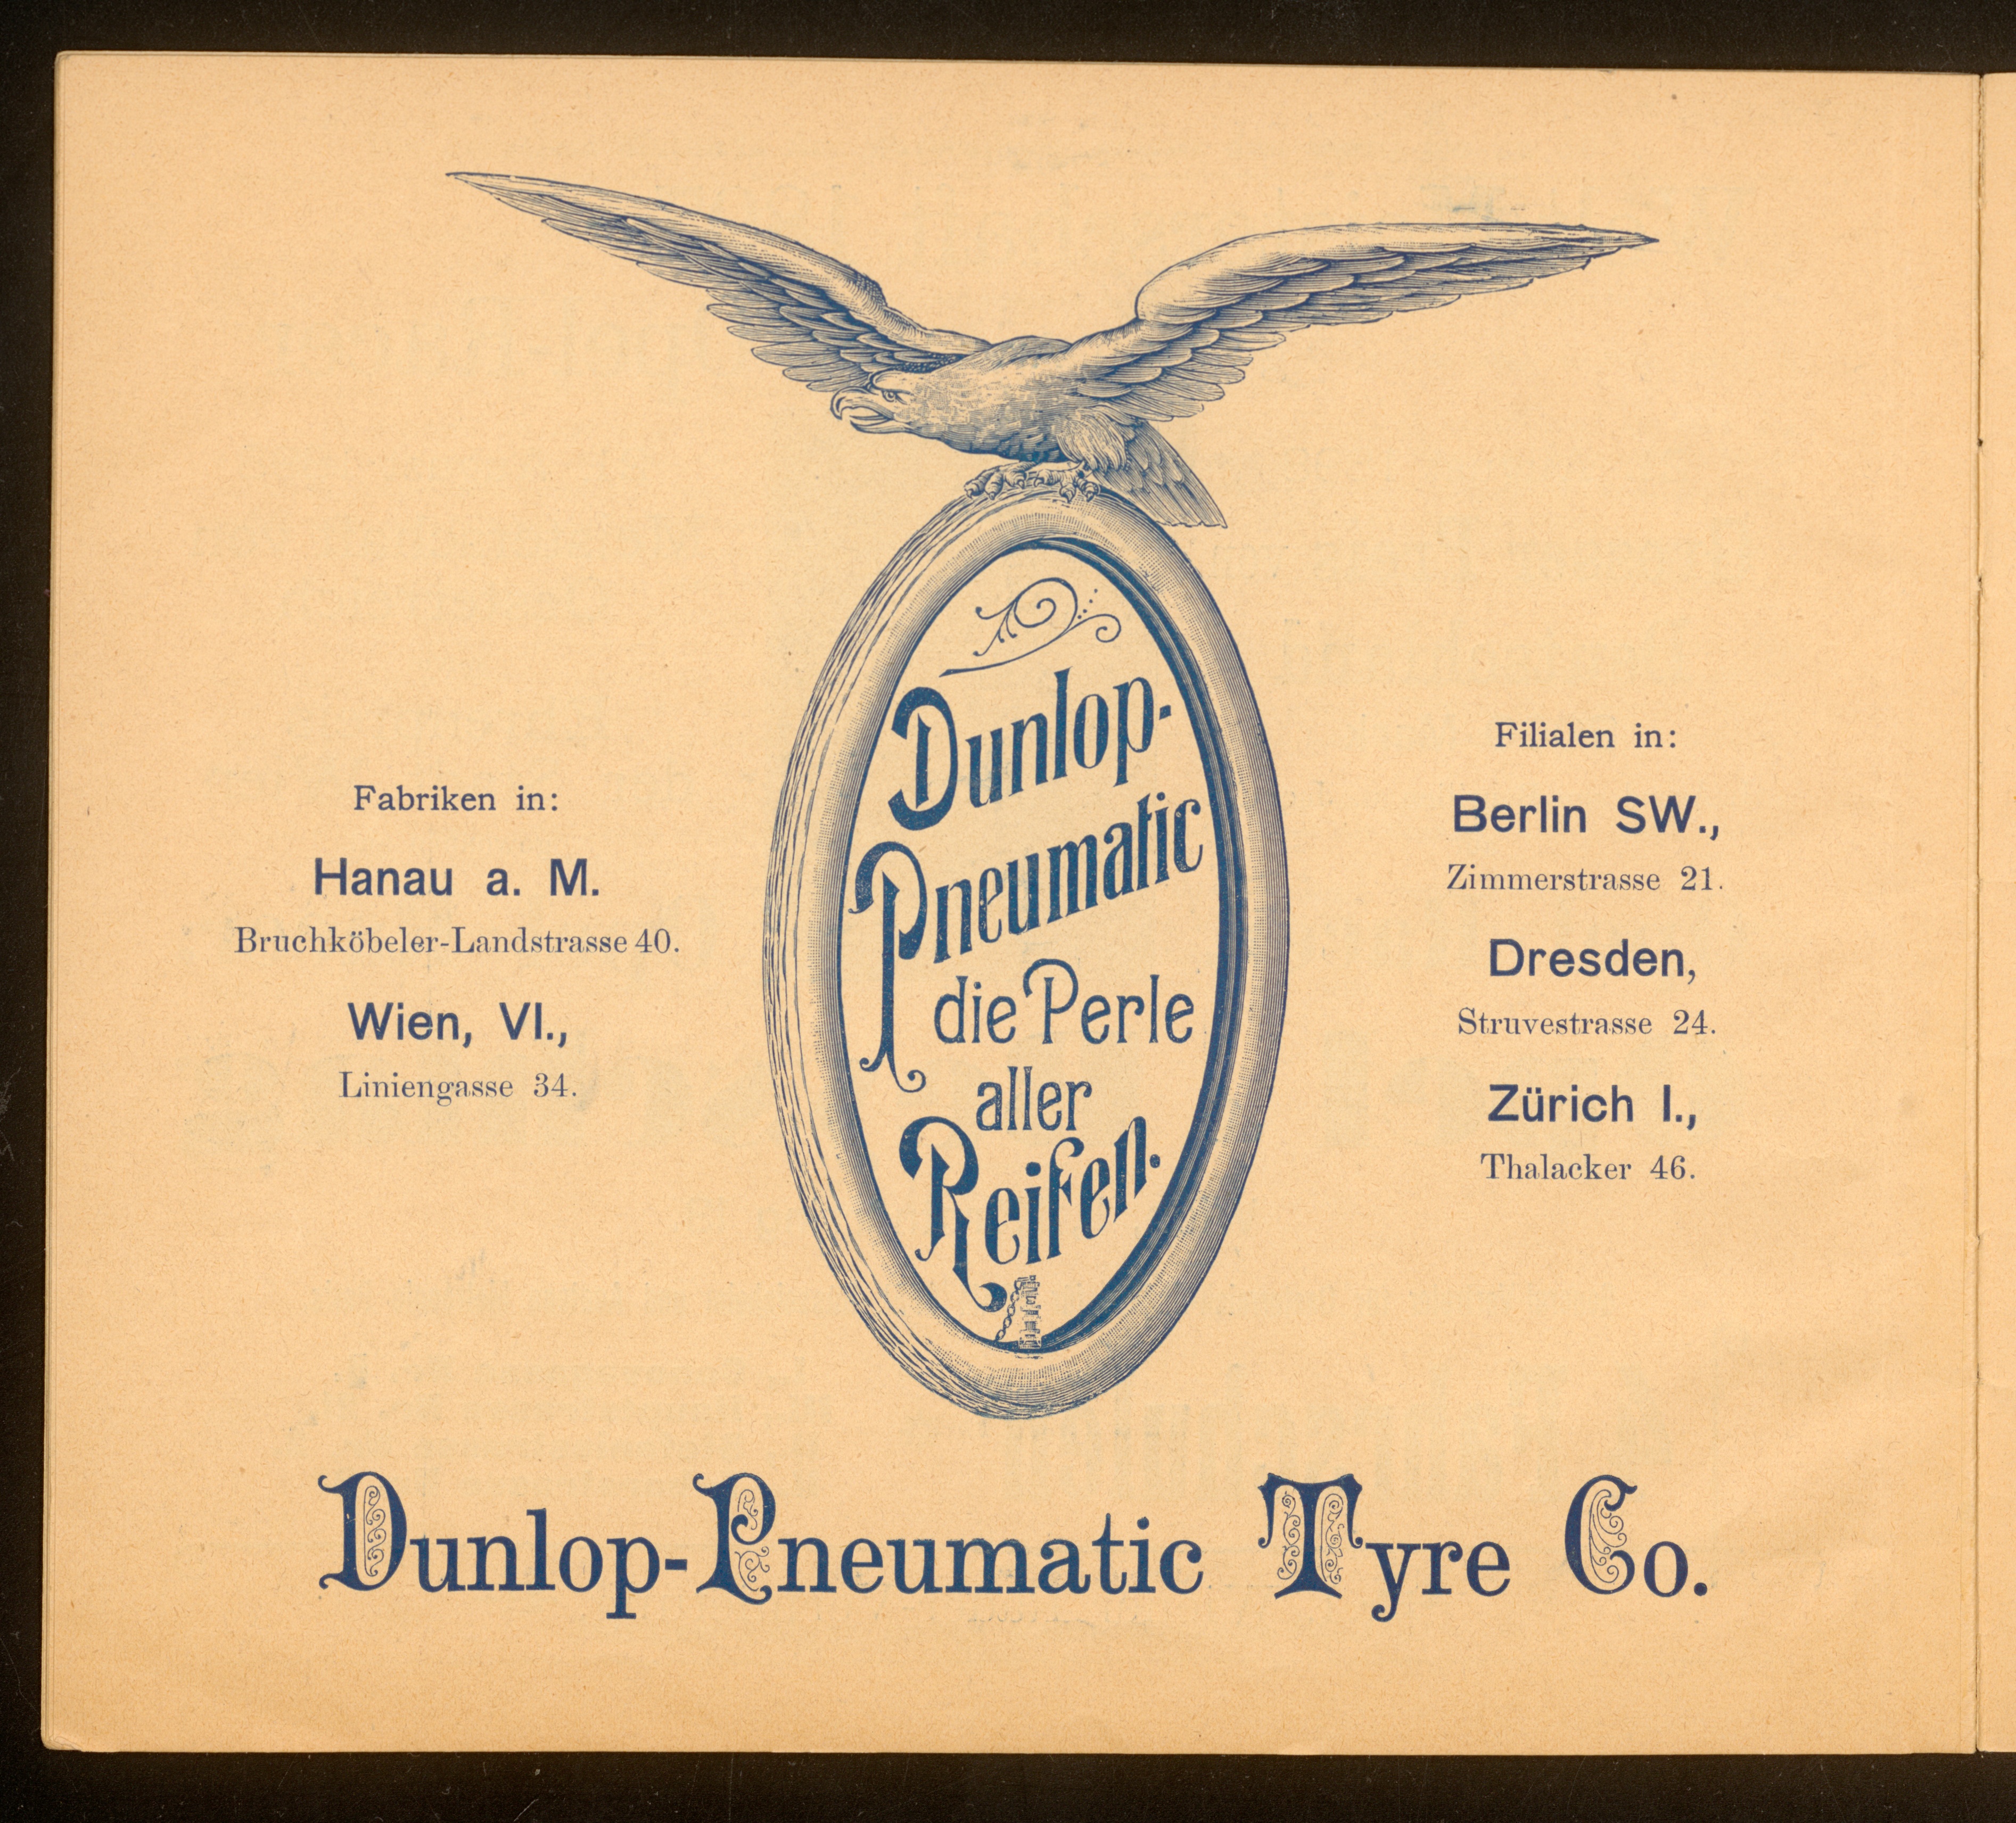 Fabriken in:
Hanau a. M.
Bruchköbeler-Landstrasse 40.
Wien, VI.,
Liniengasse 34.
Dunlop-
Pneumatic
die Perle
aller
Reifen.
Filialen in:
Berlin SW.,
Zimmerstrasse 21.
Dresden,
Struvestrasse 24.
Zürich I.,
Thalacker 46.
Dunlop-Pneumatic Tyre Co.